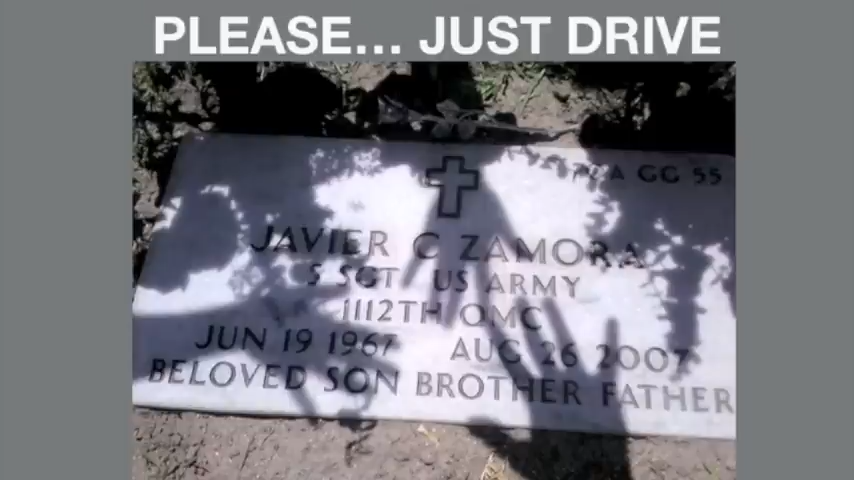 PLEASE... JUST DRIVE
GG 55
JAVIER C ZAMORA
S SGT US ARMY
1112TH QMC
JUN 19 1967 AUG 26 2007
BELOVED SON BROTHER FATHER